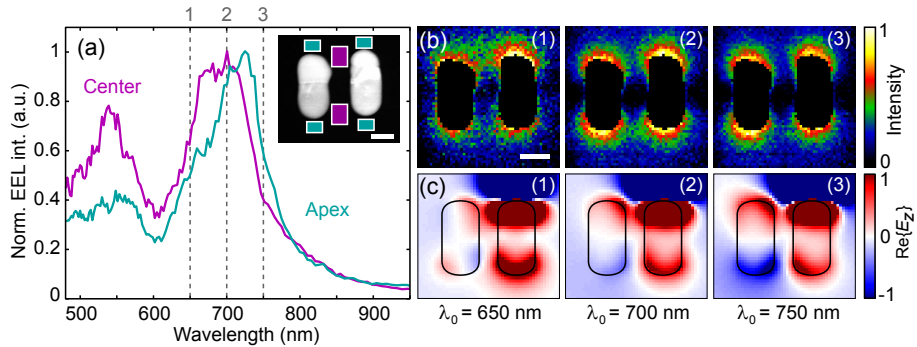 1 2 3
(a)
Center
Apex
Norm. EEL int. (a.u.)
1
0.8
0.6
0.4
0.2
0
500 600 700 800 900
Wavelength (nm)
(b) (1) (2) (3)
1
Intensity
0
(c) (1) (2) (3)
1
0
-1
Re{Ez}
λ0 = 650 nm λ0 = 700 nm λ0 = 750 nm